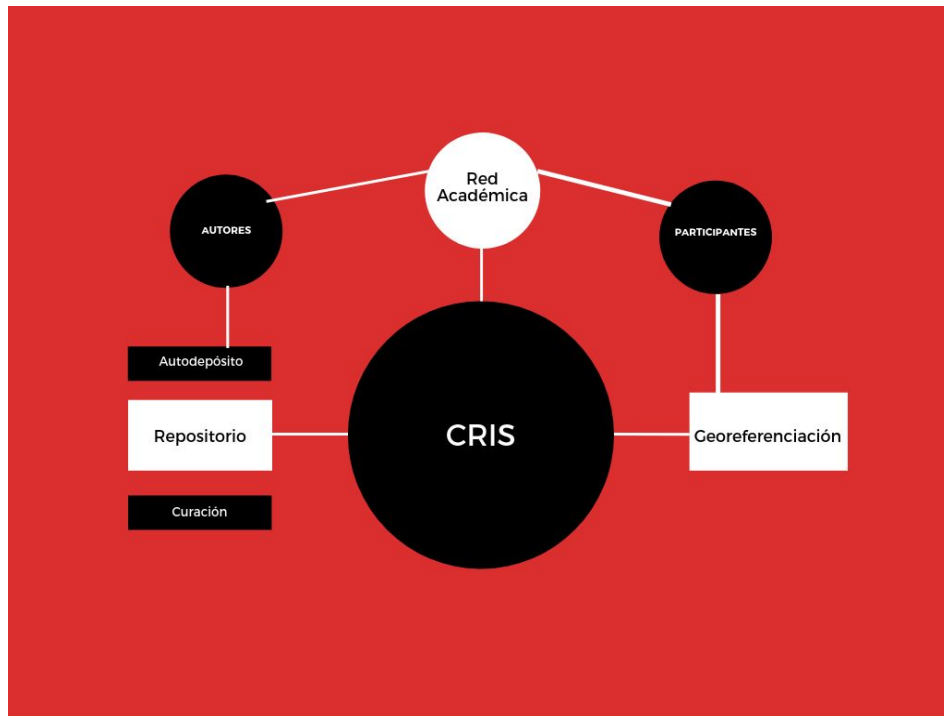 Red
Académica
AUTORES
PARTICIPANTES
Autodepósito
Repositorio
CRIS
Georeferenciación
Curación